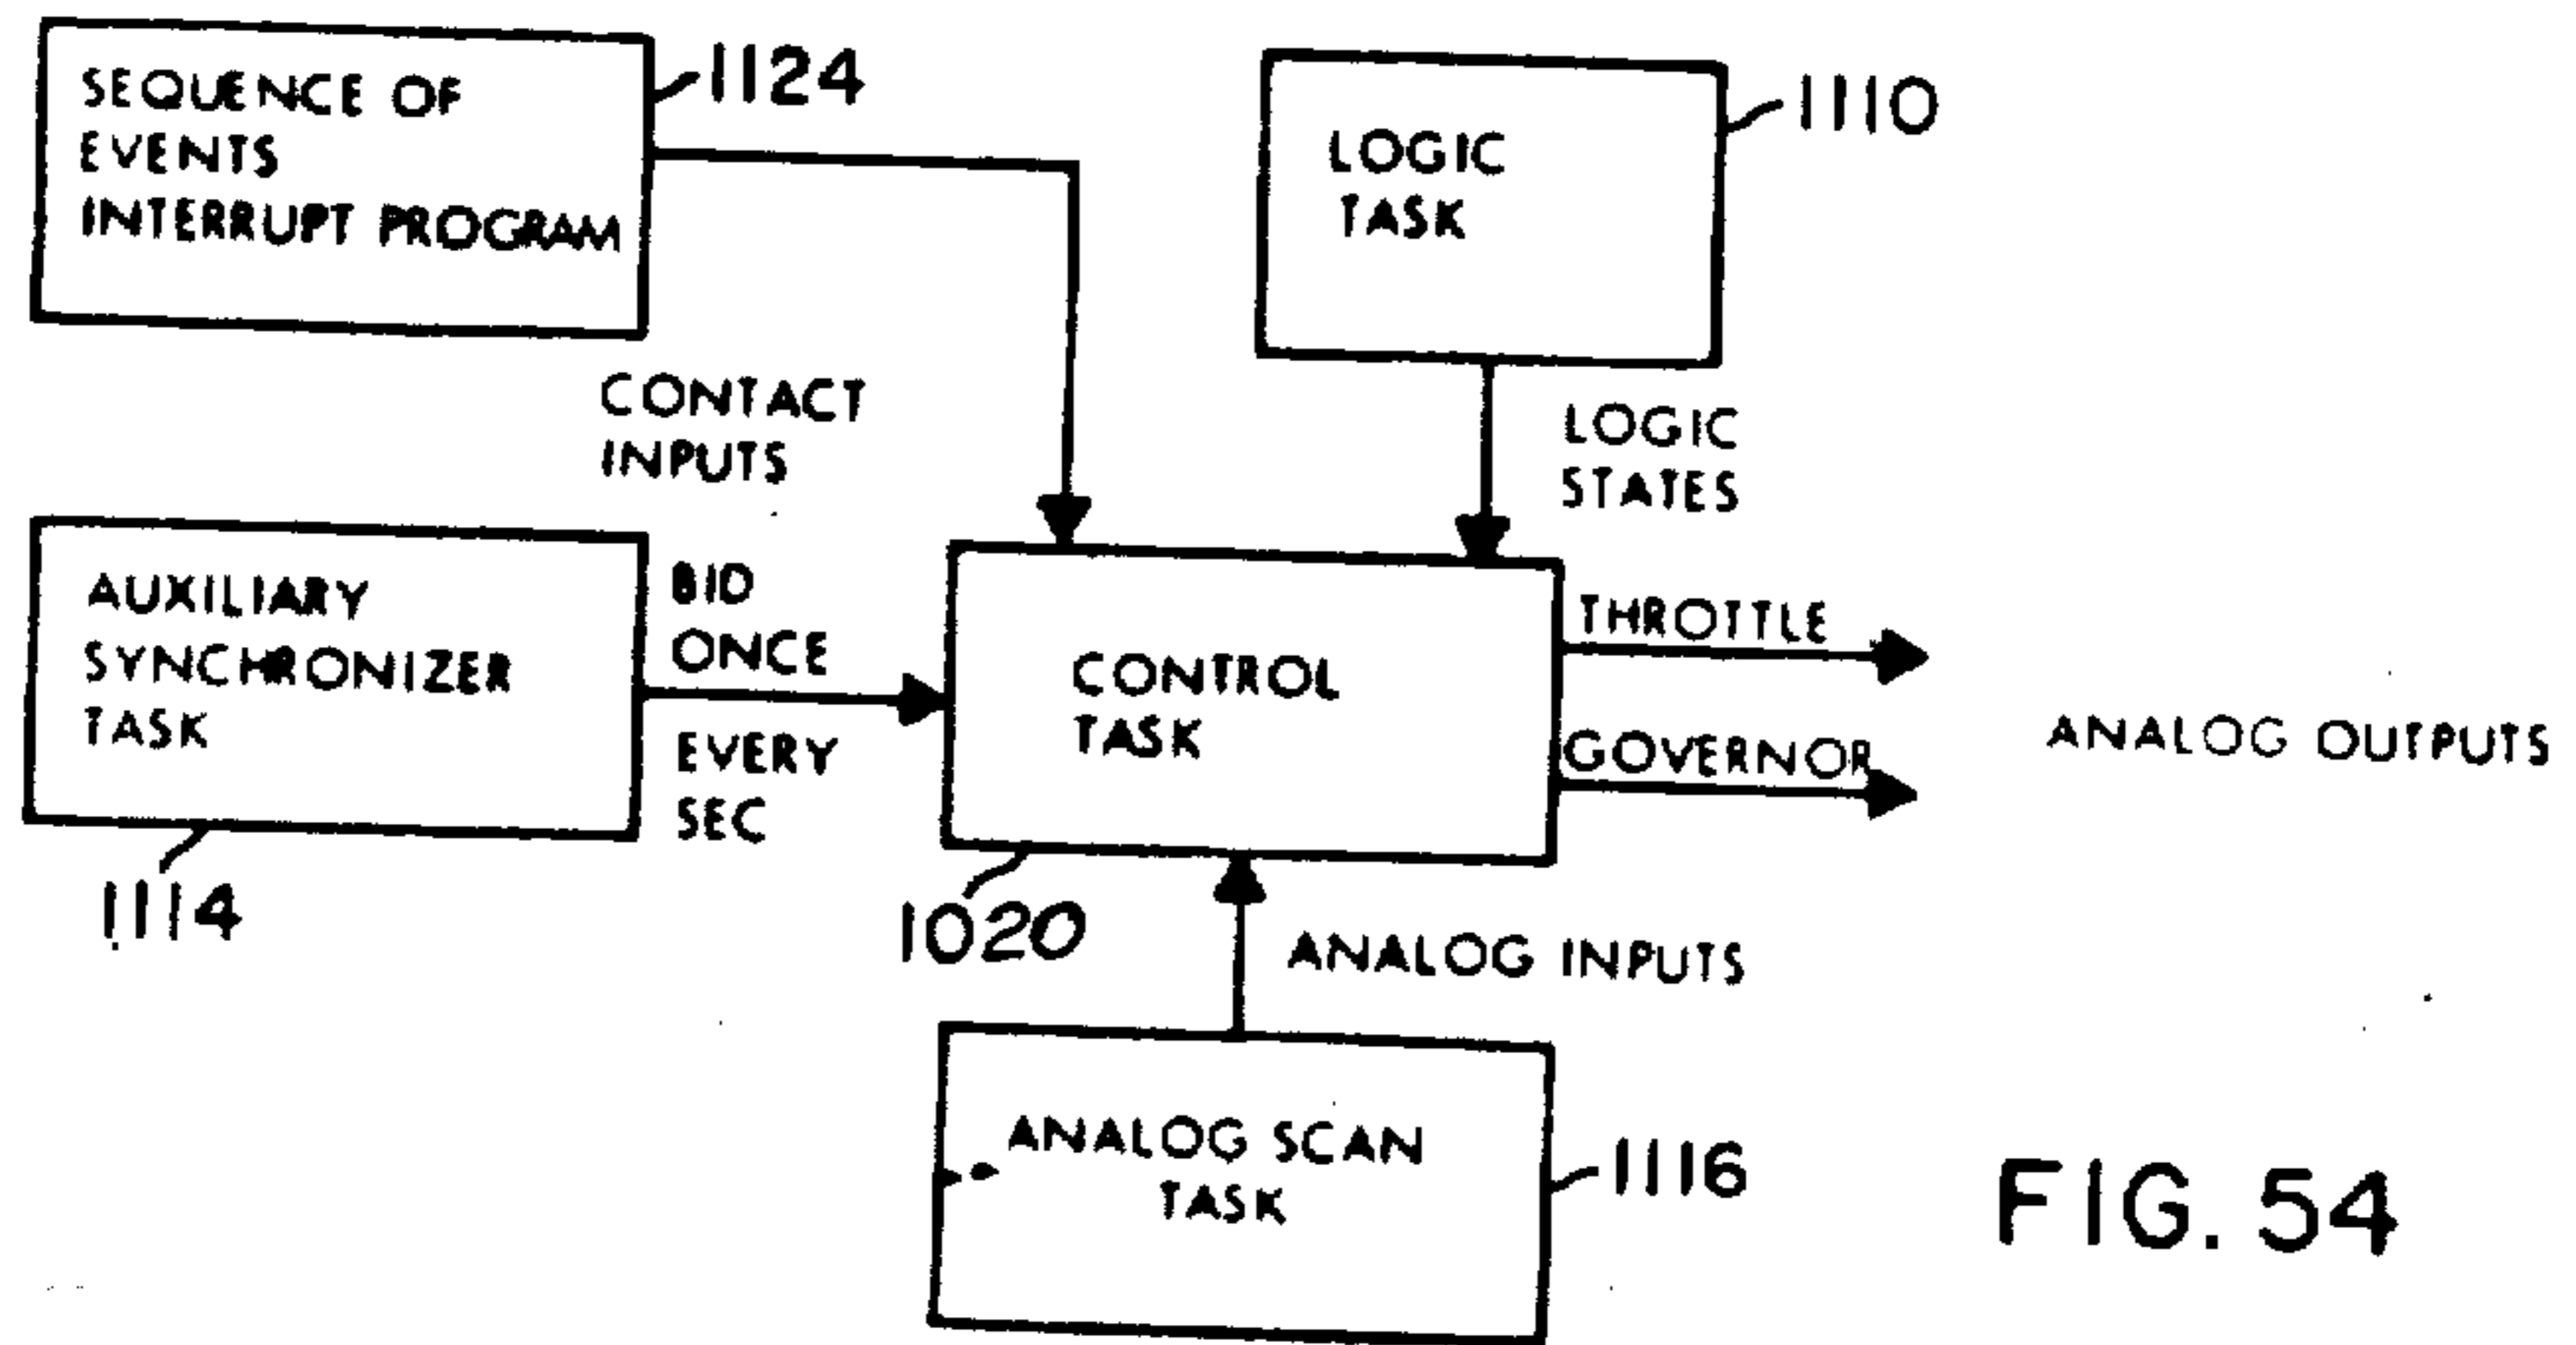 SEQUENCE OF
EVENTS
INTERRUPT PROGRAM
1124
LOGIC
TASK
1110
CONTACT
INPUTS
LOGIC
STATES
AUXILIARY
SYNCHRONIZER
TASK
1114
BID
ONCE
EVERY
SEC
CONTROL
TASK
1020
THROTTLE
GOVERNOR
ANALOG OUTPUTS
ANALOG INPUTS
ANALOG SCAN
TASK
1116
FIG. 54